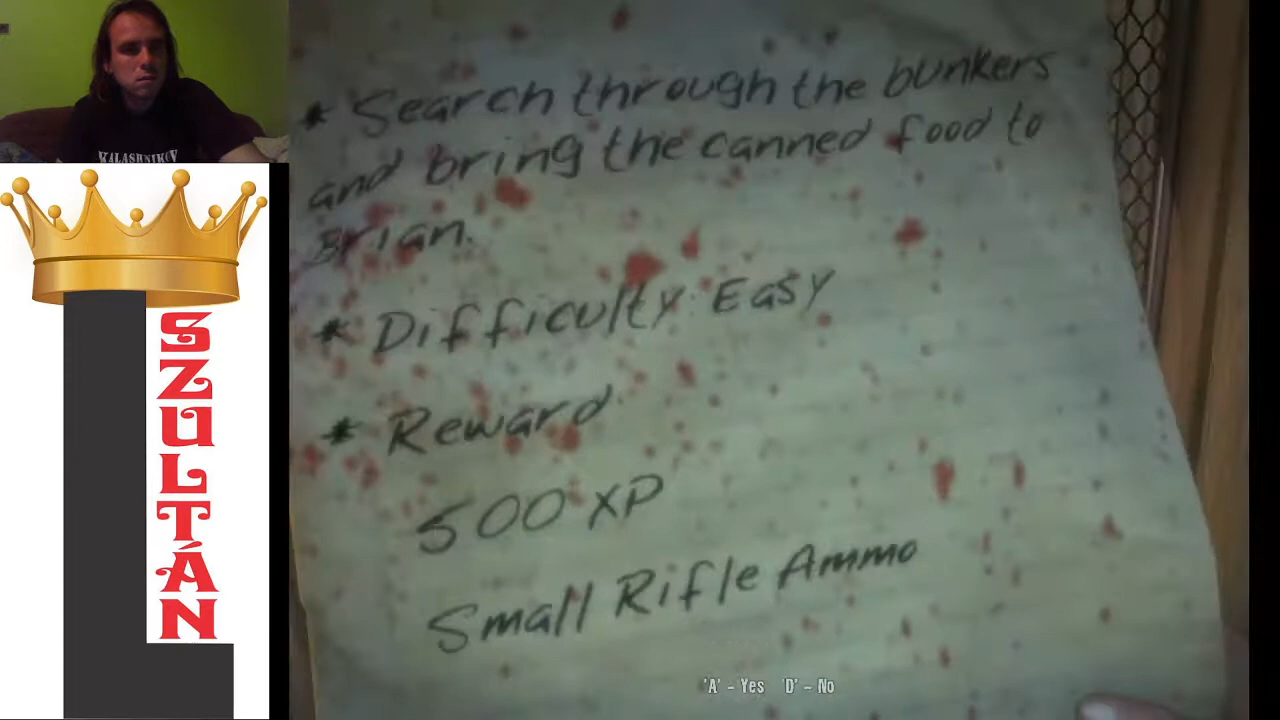 KALASHNIKOV
L
SZULTÁN
* Search through the bunkers
and bring the canned food to
Brian.
* Difficulty: Easy
* Reward
500 XP
Small Rifle Ammo
'A' - Yes 'D' - No